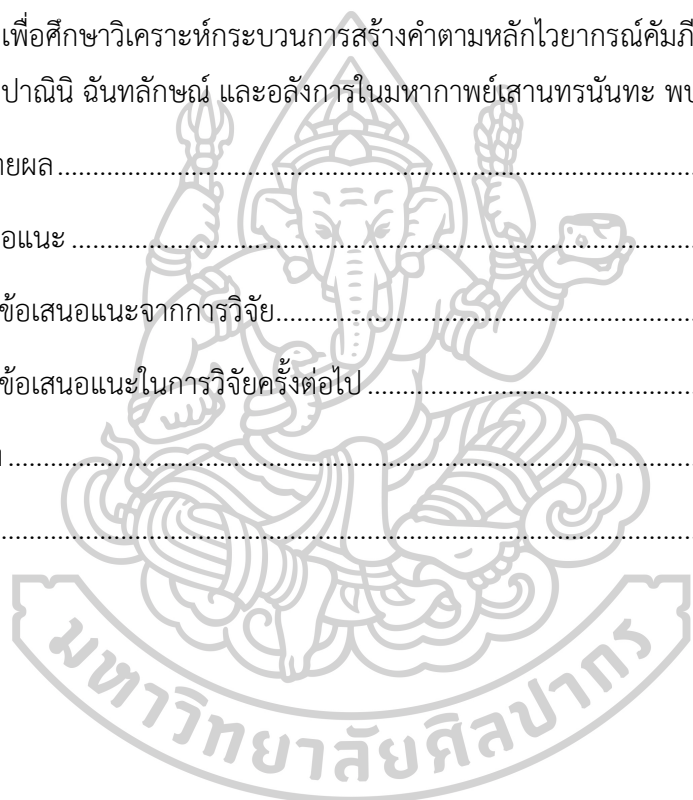 เพื่อศึกษาวิเคราะห์กระบวนการสร้างคำตามหลักไวยากรณ์คัมภี
ปาณินิ ฉันทลักษณ์ และอลังการในมหากาพย์เสานทรนันทะ พบ
ายผล
อแนะ
ข้อเสนอแนะจากการวิจัย
ข้อเสนอแนะในการวิจัยครั้งต่อไป
มหาวิทยาลัยศิลปากร